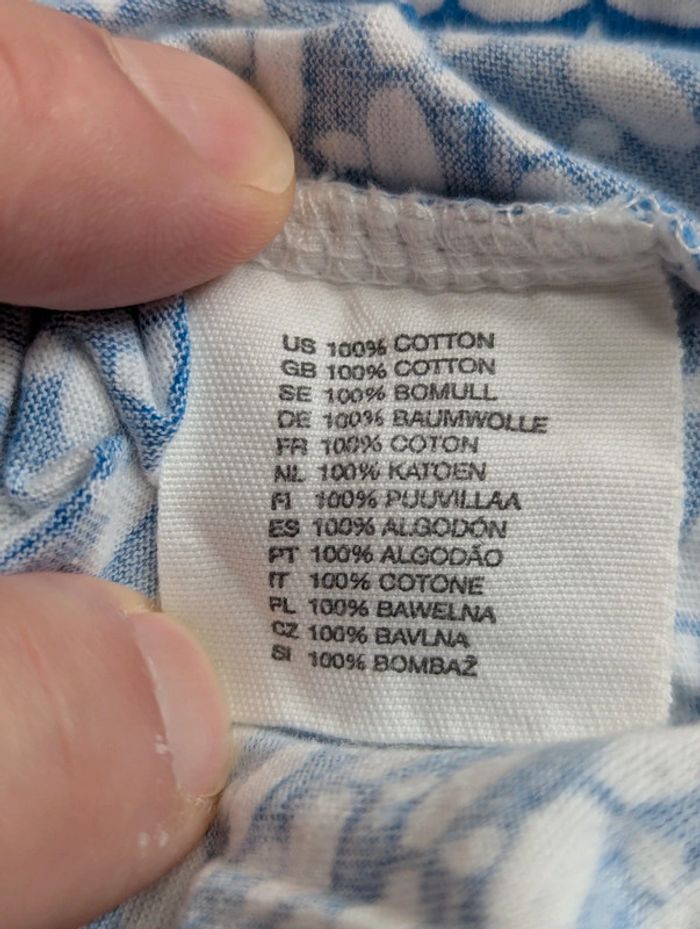 US 100% COTTON
GB 100% COTTON
SE 100% BOMULL
DE 100% BAUMWOLLE
FR 100% COTON
NL 100% KATOEN
FI 100% PUUVILLAA
ES 100% ALGODÓN
PT 100% ALGODÃO
IT 100% COTONE
PL 100% BAWELNA
CZ 100% BAVLNA
SI 100% BOMBAŽ